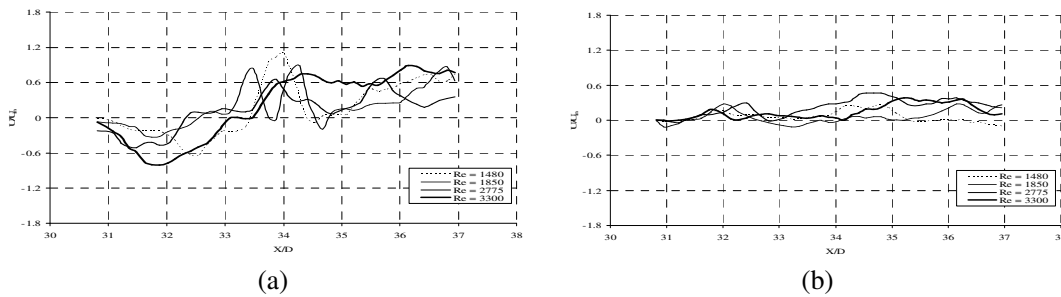 1.8
1.2
0.6
0
-0.6
-1.2
-1.8
30 31 32 33 34 35 36 37 38
X/D
Re = 1480
Re = 1850
Re = 2775
Re = 3300
(a)
1.8
1.2
0.6
0
-0.6
-1.2
-1.8
30 31 32 33 34 35 36 37 38
X/D
Re = 1480
Re = 1850
Re = 2775
Re = 3300
(b)